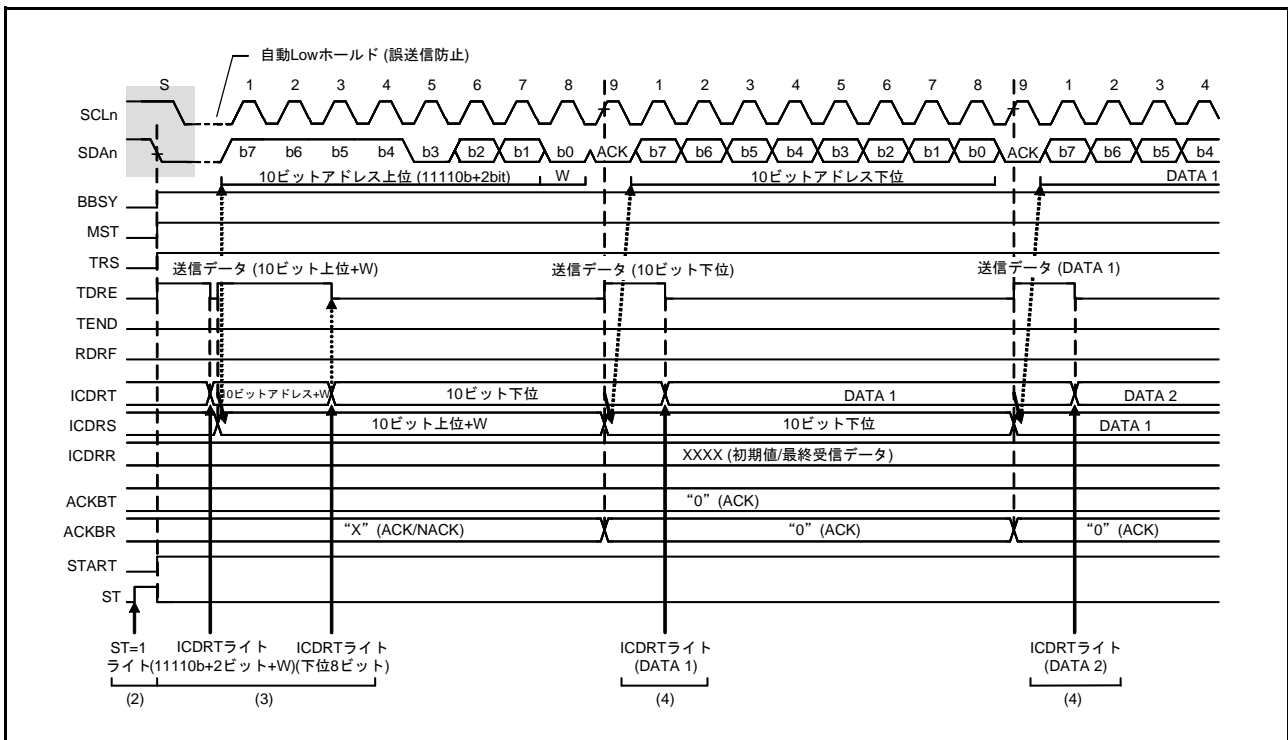 自動Lowホールド (誤送信防止)
S 1 2 3 4 5 6 7 8 9 1 2 3 4 5 6 7 8 9 1 2 3 4
SCLn
SDAn b7 b6 b5 b4 b3 b2 b1 b0 ACK b7 b6 b5 b4 b3 b2 b1 b0 ACK b7 b6 b5 b4
10ビットアドレス上位 (11110b+2bit) W 10ビットアドレス下位 DATA 1
BBSY
MST
TRS
送信データ (10ビット上位+W) 送信データ (10ビット下位) 送信データ (DATA 1)
TDRE
TEND
RDRF
ICDRT 10ビットアドレス+W 10ビット下位 DATA 1 DATA 2
ICDRS 10ビット上位+W 10ビット下位 DATA 1
ICDRR XXXX (初期値/最終受信データ)
ACKBT “0” (ACK)
ACKBR “X” (ACK/NACK) “0” (ACK) “0” (ACK)
START
ST
ST=1 ICDRTライト ICDRTライト ICDRTライト ICDRTライト
ライト (11110b+2ビット+W) (下位8ビット) (DATA 1) (DATA 2)
(2) (3) (4) (4)